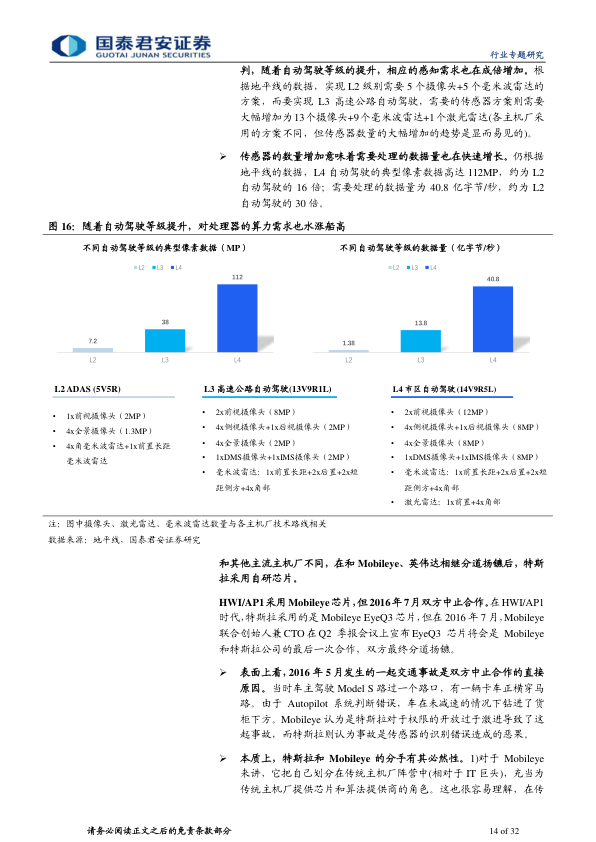 国泰君安证券
GUOTAI JUNAN SECURITIES
行业专题研究
判，随着自动驾驶等级的提升，相应的感知需求也在成倍增加。根
据地平线的数据，实现 L2 级别需要 5 个摄像头+5 个毫米波雷达的
方案，而要实现 L3 高速公路自动驾驶，需要的传感器方案则需要
大幅增加为 13 个摄像头+9 个毫米波雷达+1 个激光雷达(各主机厂采
用的方案不同，但传感器数量的大幅增加的趋势是显而易见的)。
➢ 传感器的数量增加意味着需要处理的数据量也在快速增长。仍根据
地平线的数据，L4 自动驾驶的典型像素数据高达 112MP，约为 L2
自动驾驶的 16 倍；需要处理的数据量为 40.8 亿字节/秒，约为 L2
自动驾驶的 30 倍。
图 16：随着自动驾驶等级提升，对处理器的算力需求也水涨船高
不同自动驾驶等级的典型像素数据（MP）
L2 L3 L4
7.2
38
112
L2 L3 L4
不同自动驾驶等级的数据量（亿字节/秒）
L2 L3 L4
1.38
13.8
40.8
L2 L3 L4
L2 ADAS (5V5R)
• 1x前视摄像头（2MP）
• 4x全景摄像头（1.3MP）
• 4x角毫米波雷达+1x前置长距
毫米波雷达
L3 高速公路自动驾驶(13V9R1L)
• 2x前视摄像头（8MP）
• 4x侧视摄像头+1x后视摄像头（2MP）
• 4x全景摄像头（2MP）
• 1xDMS摄像头+1xIMS摄像头（2MP）
• 毫米波雷达：1x前置长距+2x后置+2x短
距侧方+4x角部
L4 市区自动驾驶(14V9R5L)
• 2x前视摄像头（12MP）
• 4x侧视摄像头+1x后视摄像头（8MP）
• 4x全景摄像头（8MP）
• 1xDMS摄像头+1xIMS摄像头（8MP）
• 毫米波雷达：1x前置长距+2x后置+2x短
距侧方+4x角部
• 激光雷达：1x前置+4x角部
注：图中摄像头、激光雷达、毫米波雷达数量与各主机厂技术路线相关
数据来源：地平线，国泰君安证券研究
和其他主流主机厂不同，在和 Mobileye、英伟达相继分道扬镳后，特斯
拉采用自研芯片。
HWI/AP1采用 Mobileye芯片，但 2016 年 7月双方中止合作。在 HWI/AP1
时代，特斯拉采用的是 Mobileye EyeQ3 芯片，但在 2016 年 7 月，Mobileye
联合创始人兼 CTO 在 Q2 季报会议上宣布 EyeQ3 芯片将会是 Mobileye
和特斯拉公司的最后一次合作，双方最终分道扬镳。
➢ 表面上看，2016 年 5 月发生的一起交通事故是双方中止合作的直接
原因。当时车主驾驶 Model S 路过一个路口，有一辆卡车正横穿马
路。由于 Autopilot 系统判断错误，车在未减速的情况下钻进了货
柜下方。Mobileye 认为是特斯拉对于权限的开放过于激进导致了这
起事故，而特斯拉则认为事故是传感器的识别错误造成的恶果。
➢ 本质上，特斯拉和 Mobileye 的分手有其必然性。1)对于 Mobileye
来讲，它把自己划分在传统主机厂阵营中(相对于 IT 巨头)，充当为
传统主机厂提供芯片和算法提供商的角色。这也很容易理解，在传
请务必阅读正文之后的免责条款部分
14 of 32